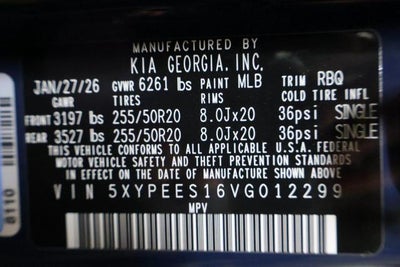 MANUFACTURED BY
KIA GEORGIA, INC.
JAN/27/26 GVWR 6261 lbs PAINT MLB TRIM RBQ
GAWR TIRES RIMS COLD TIRE INFL
FRONT 3197 lbs 255/50R20 8.0Jx20 36psi SINGLE
REAR 3527 lbs 255/50R20 8.0Jx20 36psi SINGLE
THIS VEHICLE CONFORMS TO ALL APPLICABLE U.S.A. FEDERAL
MOTOR VEHICLE SAFETY AND THEFT PREVENTION STANDARDS
IN EFFECT ON THE DATE OF MANUFACTURE SHOWN ABOVE
VIN 5XYPEES16VG012299
MPV
8110